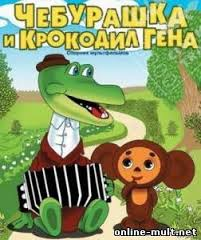 ЧЕБУРАШКА
И КРОКОДИЛ ГЕНА
Сборник мультфильмов
online-mult.net